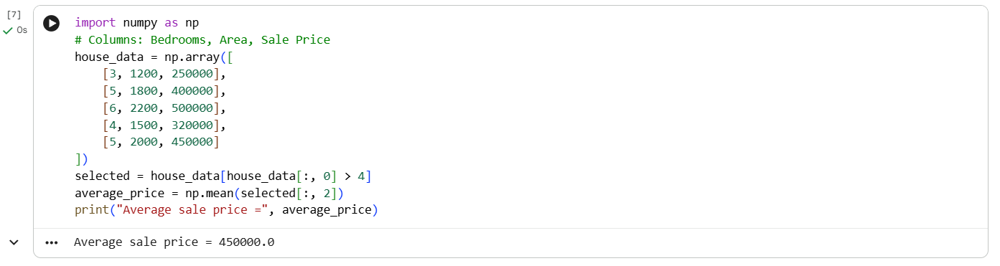 [7]
0s
import numpy as np
# Columns: Bedrooms, Area, Sale Price
house_data = np.array([
    [3, 1200, 250000],
    [5, 1800, 400000],
    [6, 2200, 500000],
    [4, 1500, 320000],
    [5, 2000, 450000]
])
selected = house_data[house_data[:, 0] > 4]
average_price = np.mean(selected[:, 2])
print("Average sale price =", average_price)
Average sale price = 450000.0